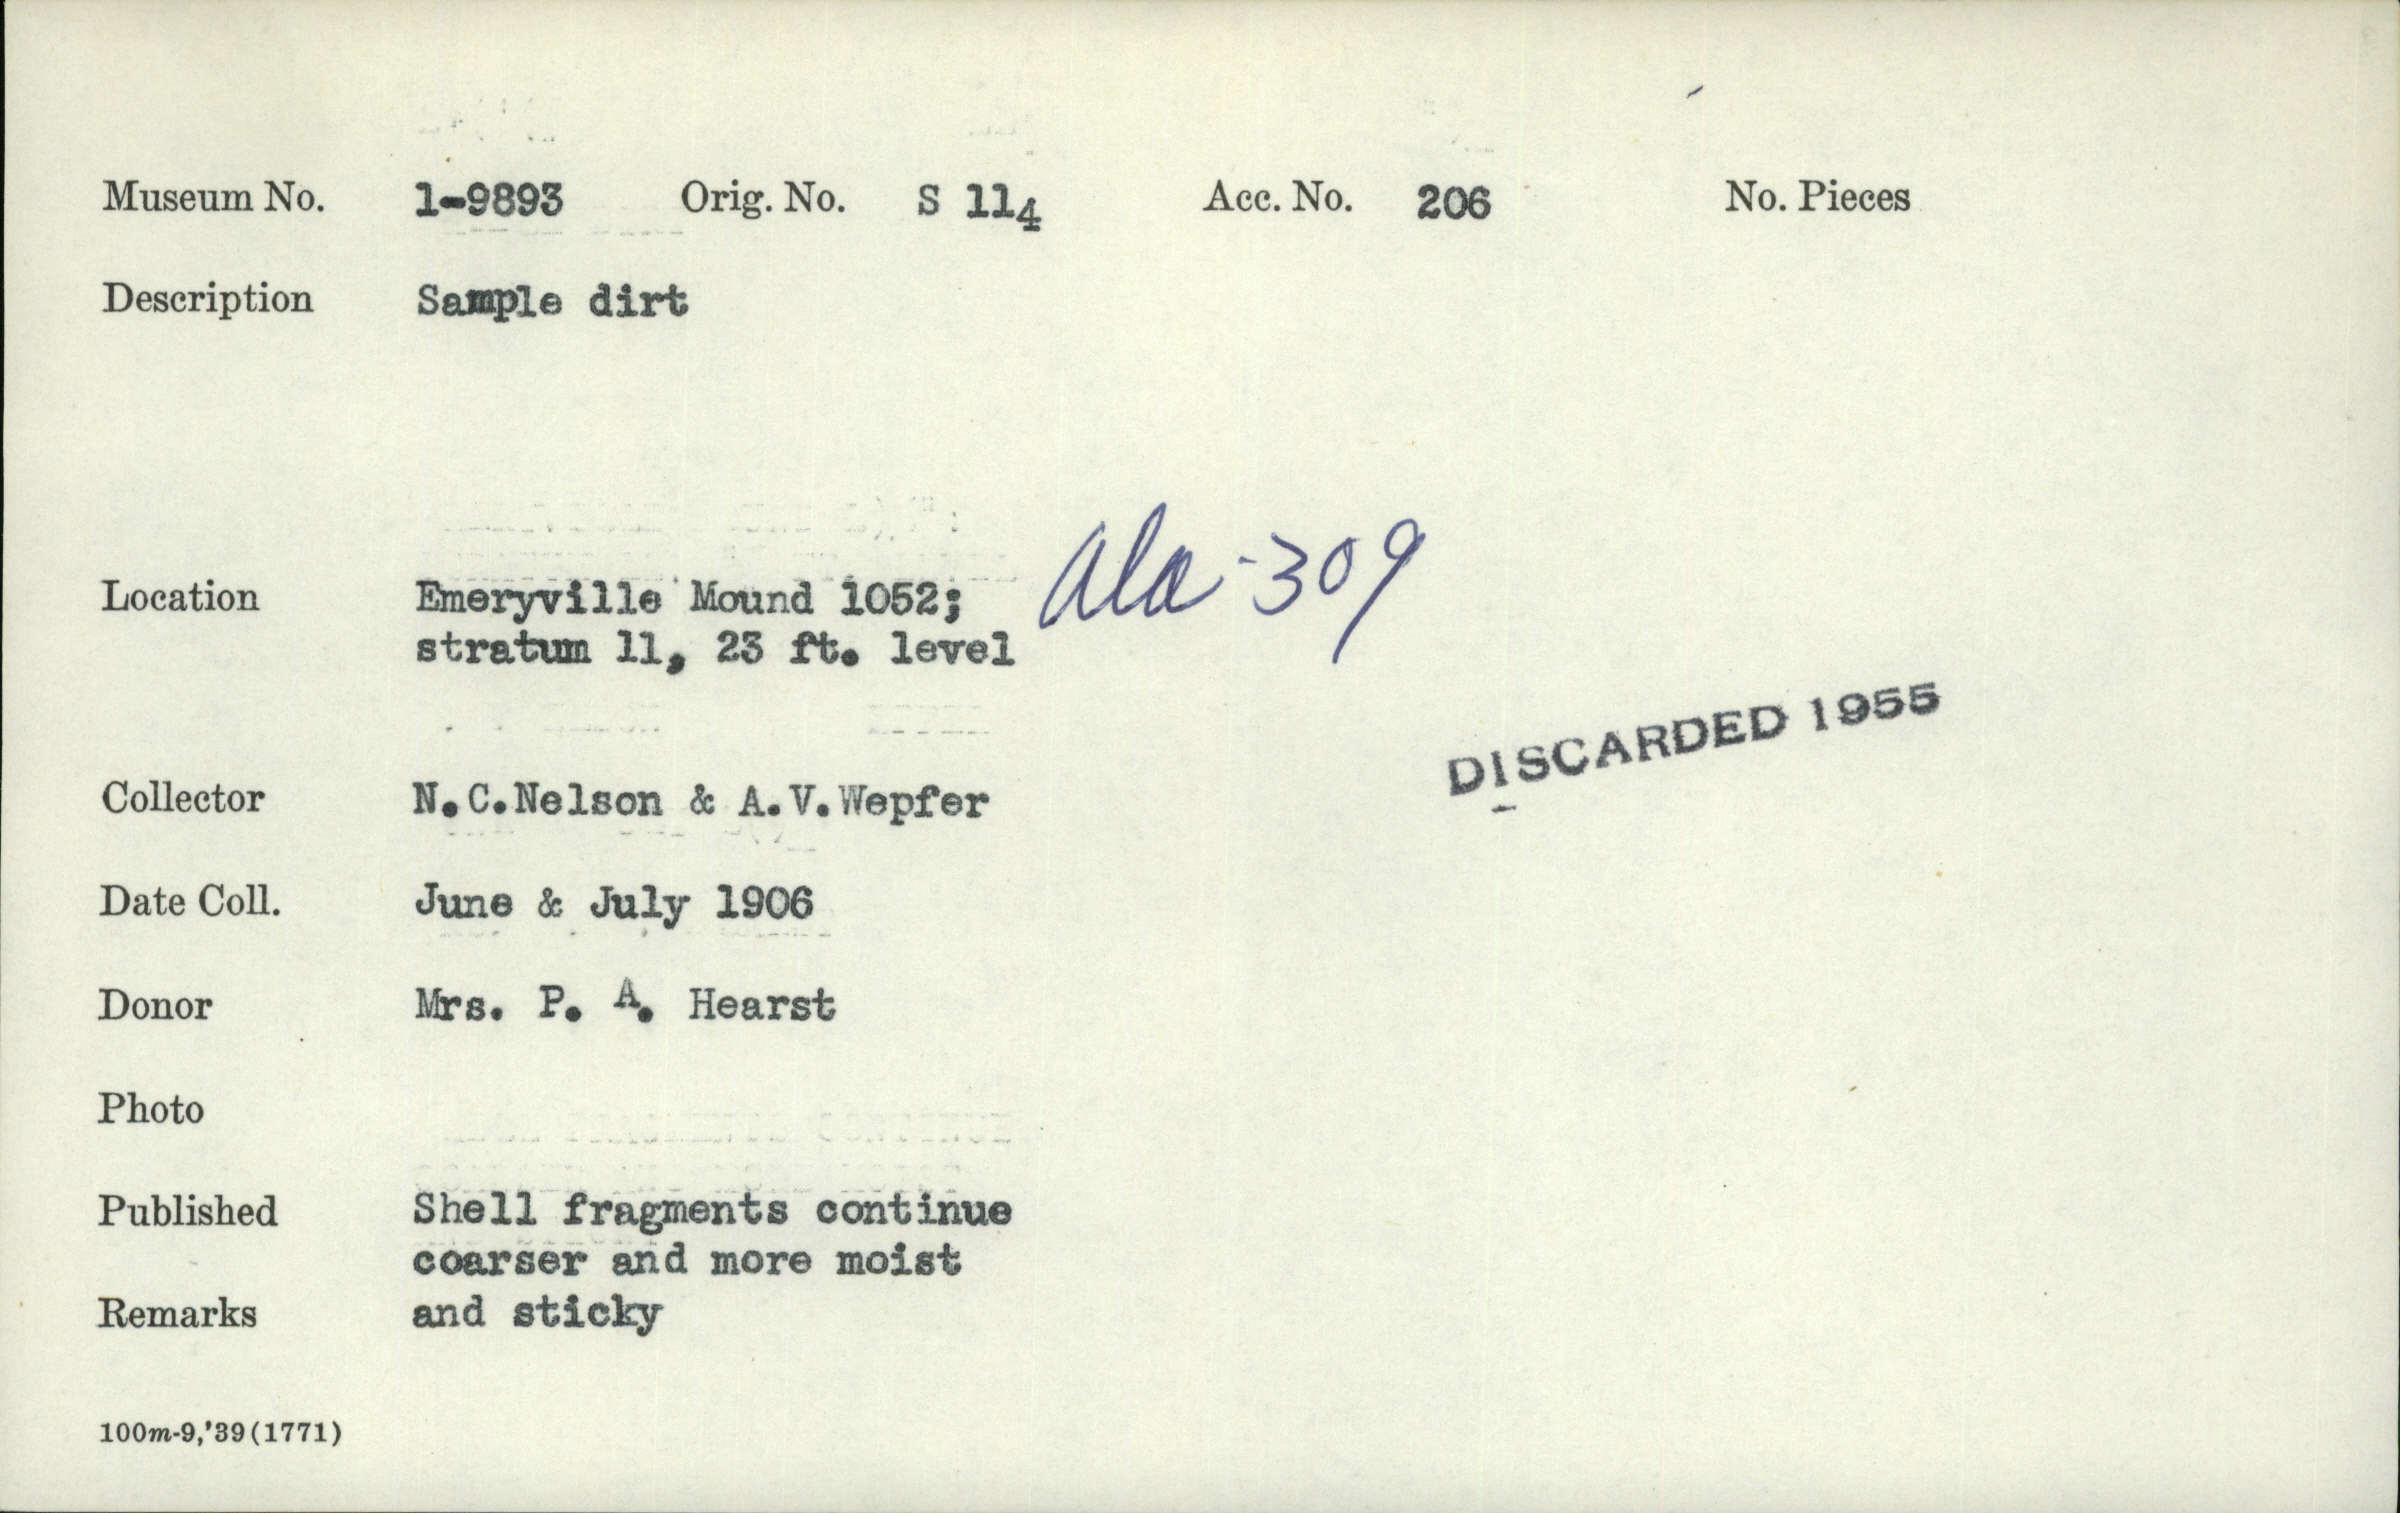 Museum No. 1-9893 Orig. No. S 11₄ Acc. No. 206 No. Pieces
Description Sample dirt
Location Emeryville Mound 1052; Ala-309
stratum 11, 23 ft. level
DISCARDED 1955
Collector N.C.Nelson & A.V.Wepfer
Date Coll. June & July 1906
Donor Mrs. P. A. Hearst
Photo
Published Shell fragments continue
coarser and more moist
Remarks and sticky
100m-9,'39(1771)